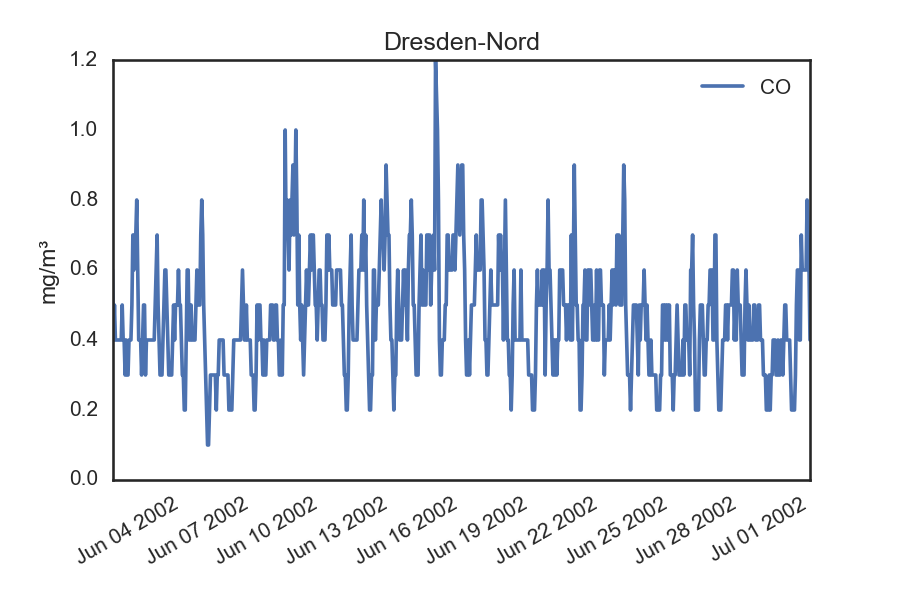 Dresden-Nord
CO
mg/m³
1.2
1.0
0.8
0.6
0.4
0.2
0.0
Jun 04 2002
Jun 07 2002
Jun 10 2002
Jun 13 2002
Jun 16 2002
Jun 19 2002
Jun 22 2002
Jun 25 2002
Jun 28 2002
Jul 01 2002